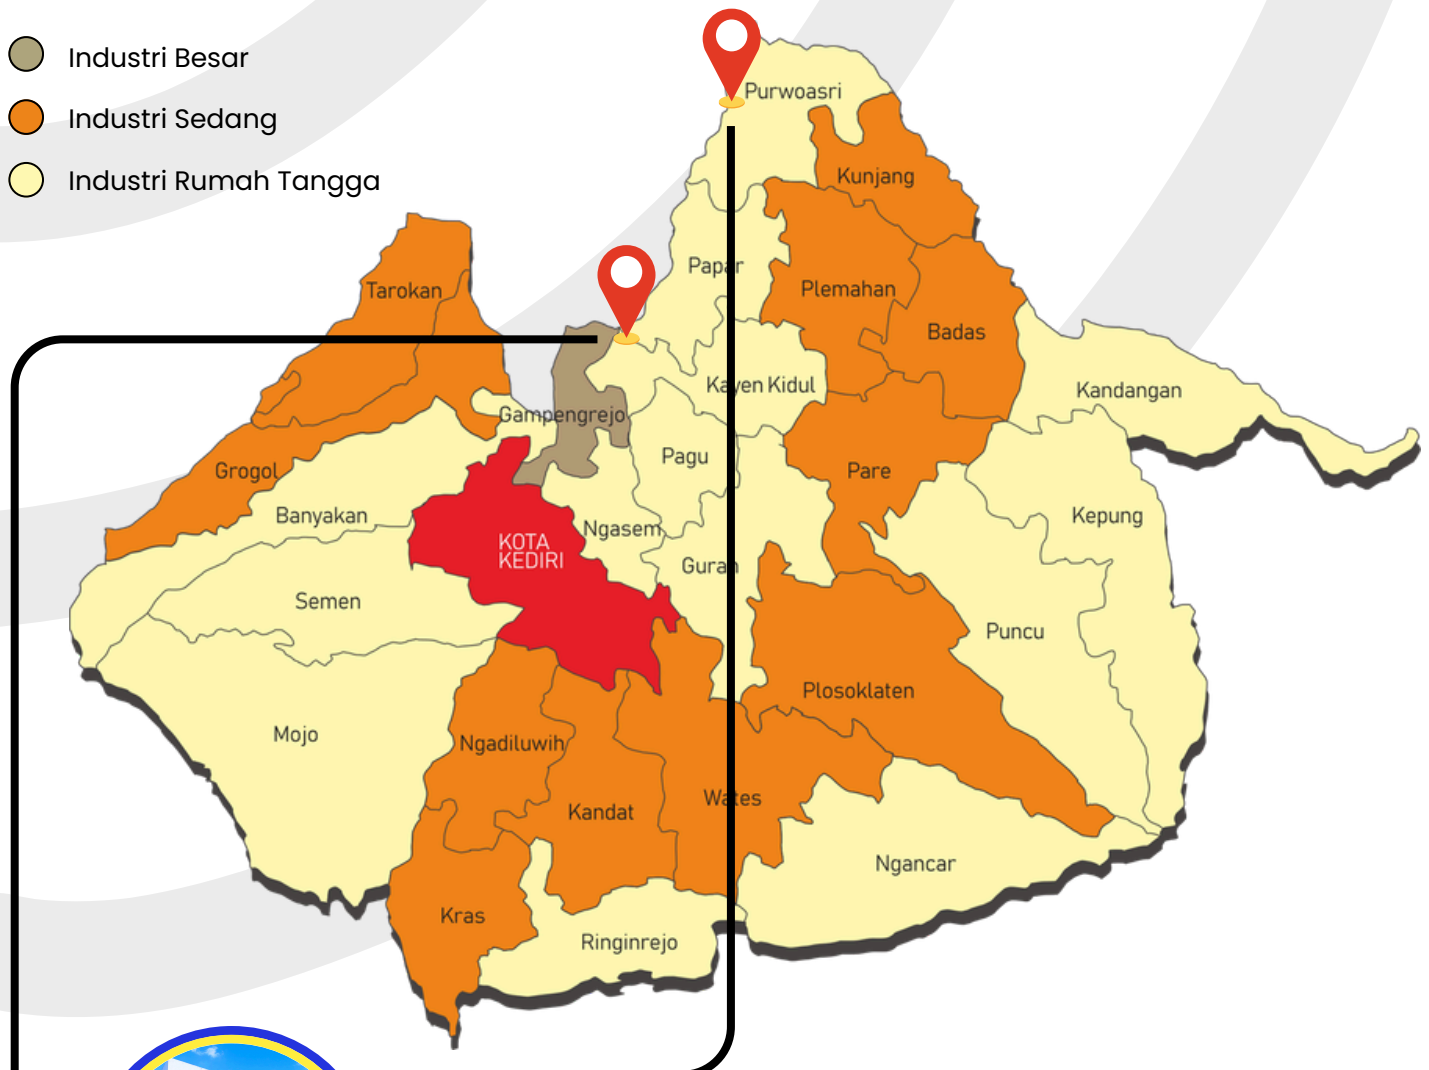 Industri Besar
Industri Sedang
Industri Rumah Tangga
Purwoasri
Kunjang
Papar
Tarokan
Plemahan
Badas
Kayen Kidul
Kandangan
Gampengrejo
Pagu
Grogol
Pare
Banyakan
Kepung
Ngasem
KOTA
KEDIRI
Gurah
Semen
Puncu
Plosoklaten
Mojo
Ngadiluwih
Wates
Kandat
Ngancar
Kras
Ringinrejo